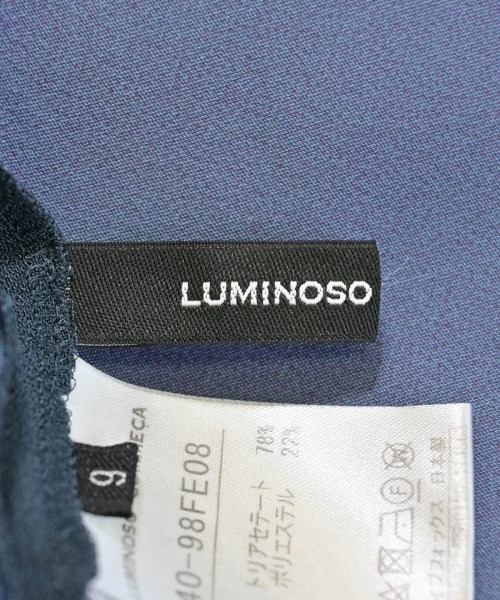 LUMINOSO
9
LUMINOSO
40-98FE08
トリアセテート 78%
ポリエステル 22%
日本製